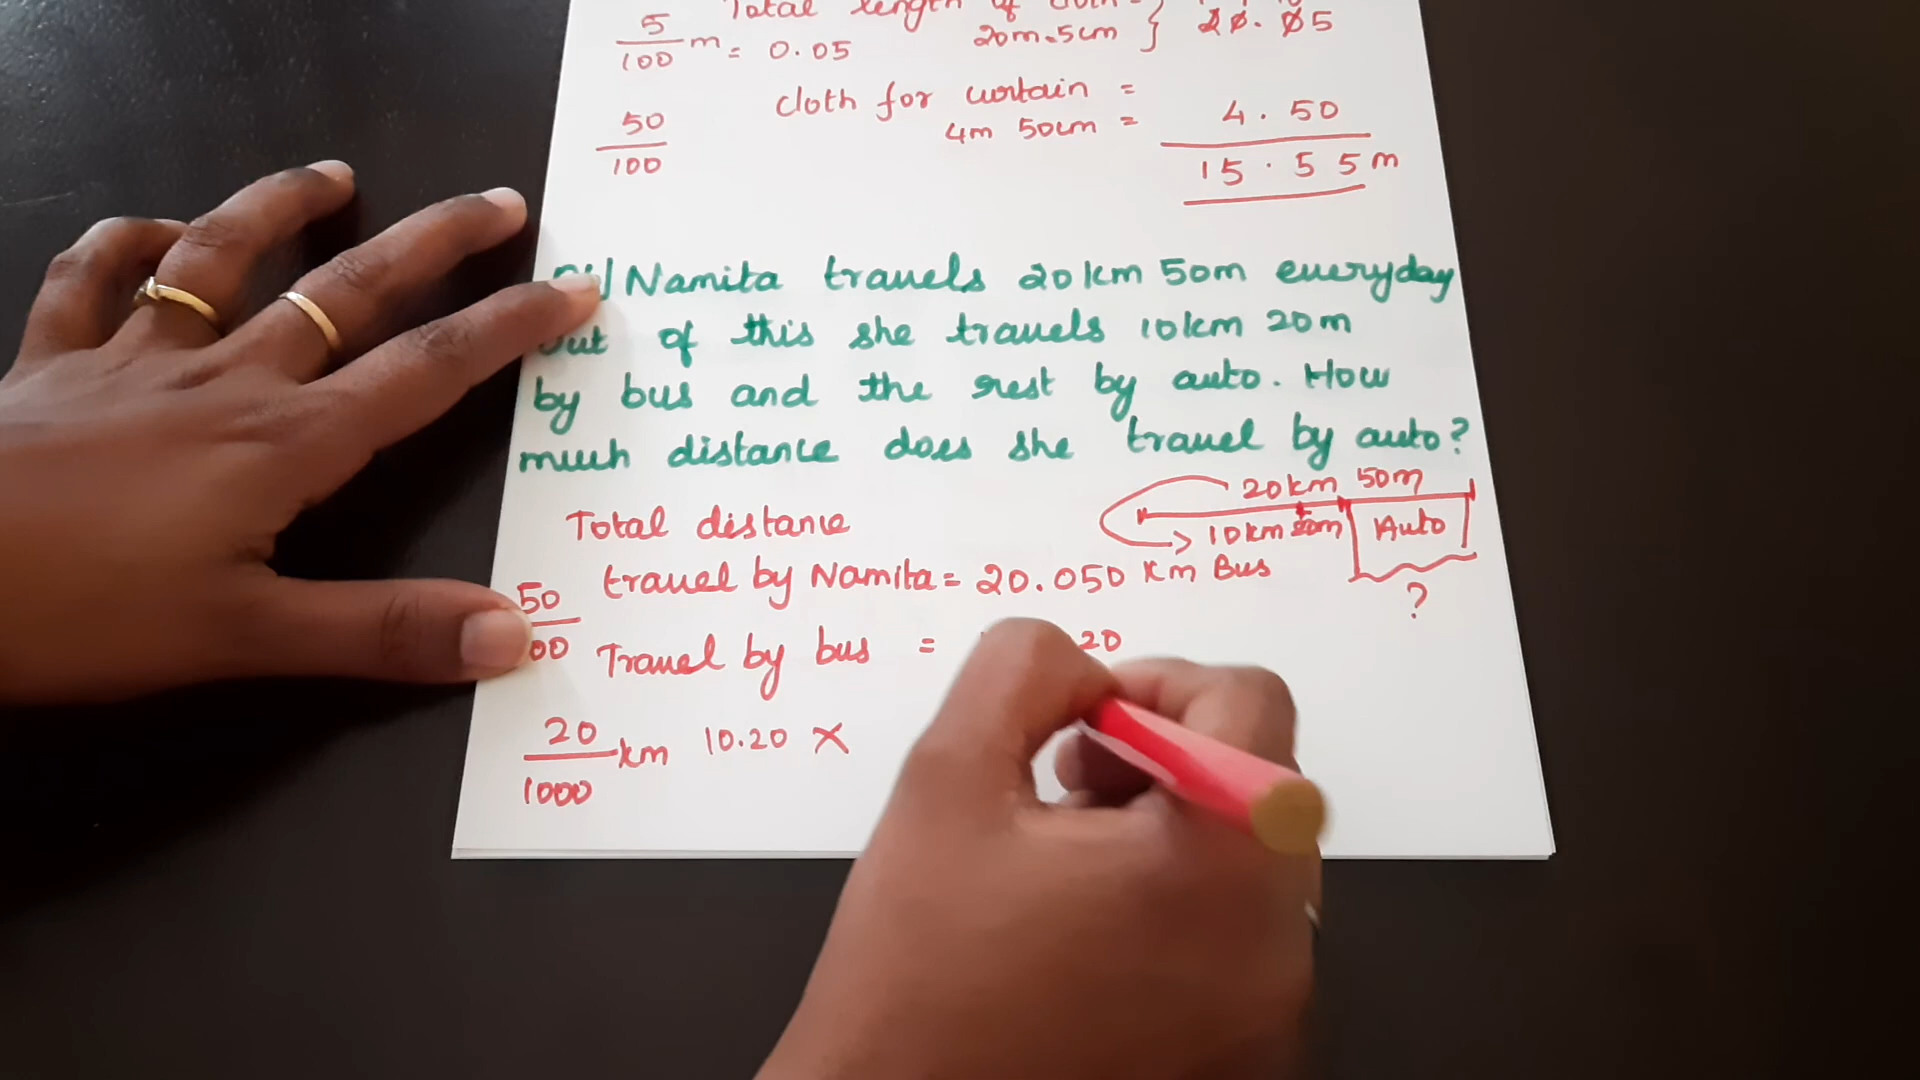 5
Total length of
20m.5cm } 20.05
100 m = 0.05
50
100
cloth for curtain =
4m 50cm = 4.50
15.55m
Namita travels 20km 50m everyday
out of this she travels 10km 20m
by bus and the rest by auto. How
much distance does she travel by auto?
20km 50m
Total distance
10km 20m Auto
travel by Namita = 20.050 km Bus
?
50
00
Travel by bus = 20
20
1000 km 10.20 X